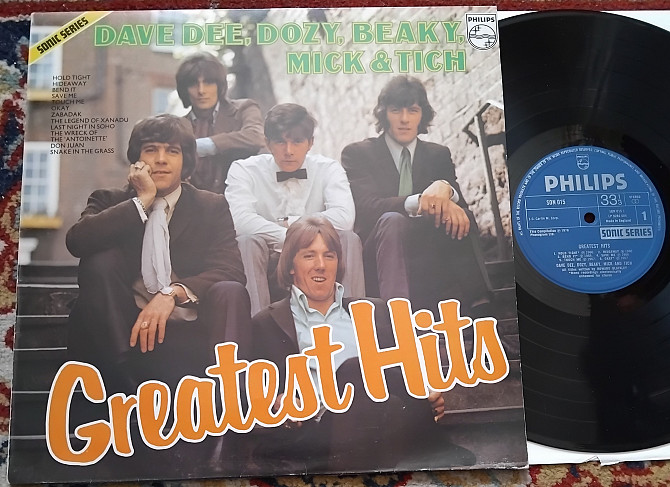 SONIC SERIES
DAVE DEE, DOZY, BEAKY,
MICK & TICH
PHILIPS
HOLD TIGHT
HIDEAWAY
BEND IT
SAVE ME
TOUCH ME
OKAY
ZABADAK
THE LEGEND OF XANADU
LAST NIGHT IN SOHO
THE WRECK OF
THE 'ANTOINETTE'
DON JUAN
SNAKE IN THE GRASS
Greatest Hits
PHILIPS
SON 015
33⅓
STEREO
1
Made in England
SONIC SERIES
GREATEST HITS
DAVE DEE, DOZY, BEAKY, MICK AND TICH